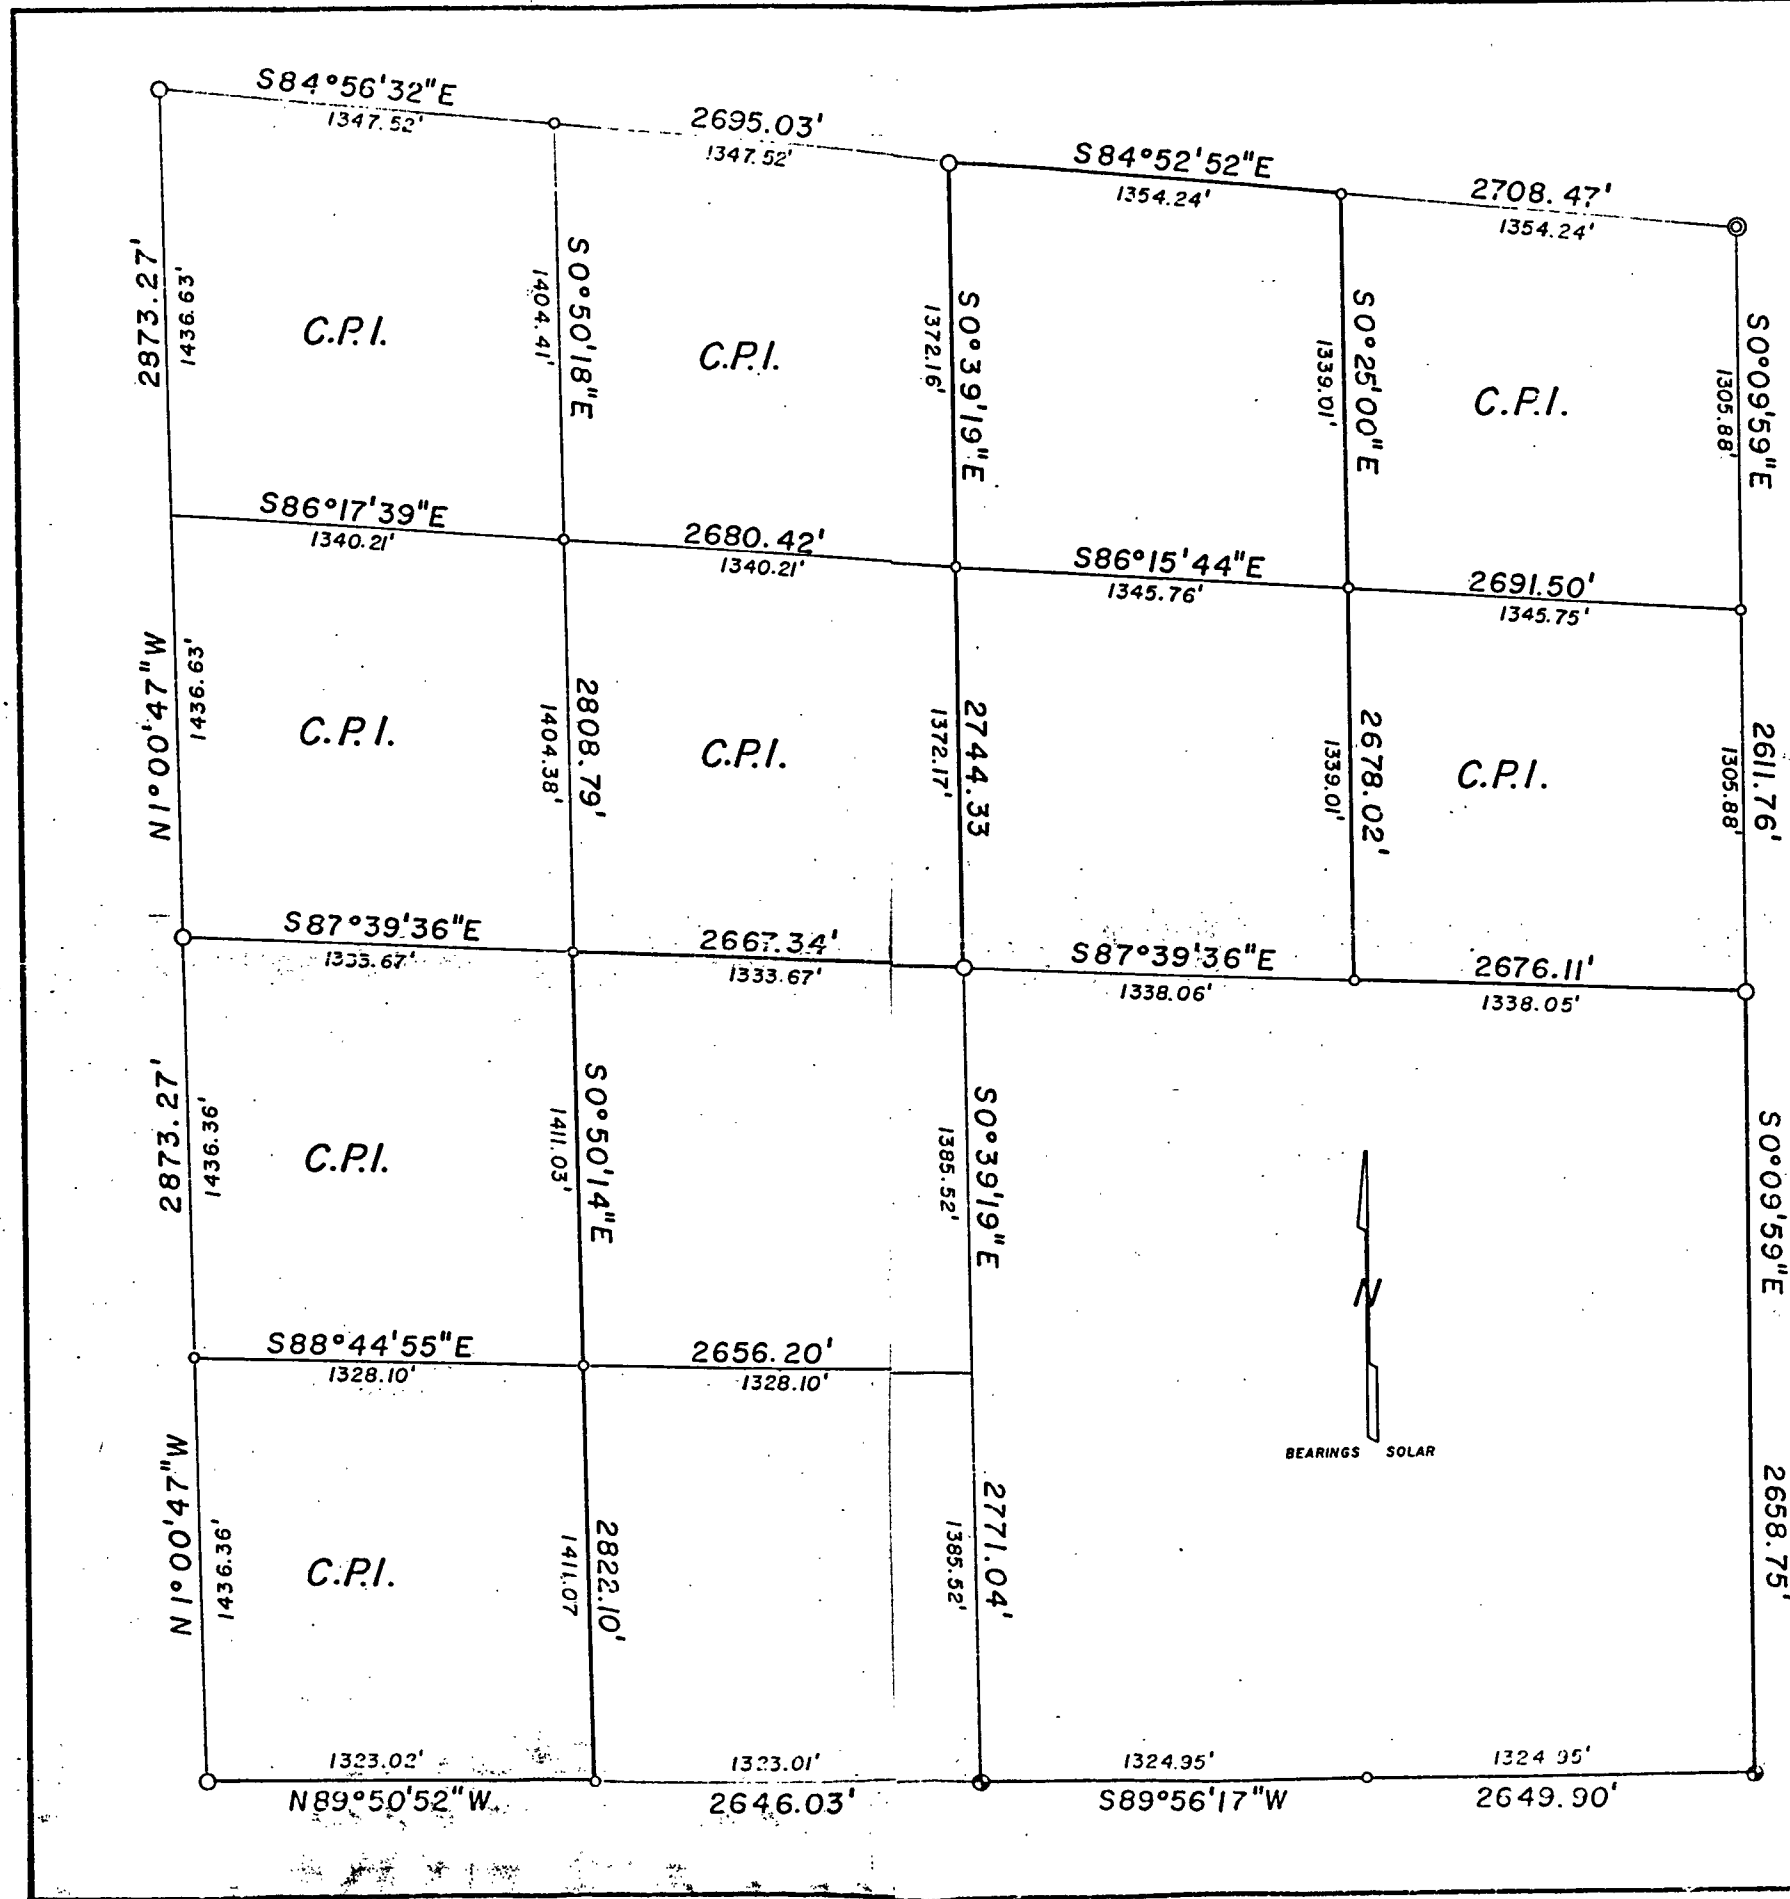 S84°56'32"E
1347.52'
2695.03'
1347.52'
S84°52'52"E
1354.24'
2708.47'
1354.24'
2873.27'
1436.63'
C.P.I.
S0°50'18"E
1404.41'
C.P.I.
S0°39'19"E
1372.16'
S0°25'00"E
1339.01'
C.P.I.
S0°09'59"E
1305.88'
S86°17'39"E
1340.21'
2680.42'
1340.21'
S86°15'44"E
1345.76'
2691.50'
1345.75'
N1°00'47"W
1436.63'
C.P.I.
2808.79'
1404.38'
C.P.I.
2744.33
1372.17'
2678.02'
1339.01'
C.P.I.
2611.76'
1305.88'
S87°39'36"E
1333.67'
2667.34'
1333.67'
S87°39'36"E
1338.06'
2676.11'
1338.05'
2873.27'
1436.36'
C.P.I.
S0°50'14"E
1411.03'
S0°39'19"E
1385.52'
S0°09'59"E
N
BEARINGS SOLAR
S88°44'55"E
1328.10'
2656.20'
1328.10'
N1°00'47"W
1436.36'
C.P.I.
2822.10'
1411.07
2771.04'
1385.52'
2658.75'
1323.02'
N89°50'52"W
1323.01'
2646.03'
1324.95'
S89°56'17"W
1324.95'
2649.90'